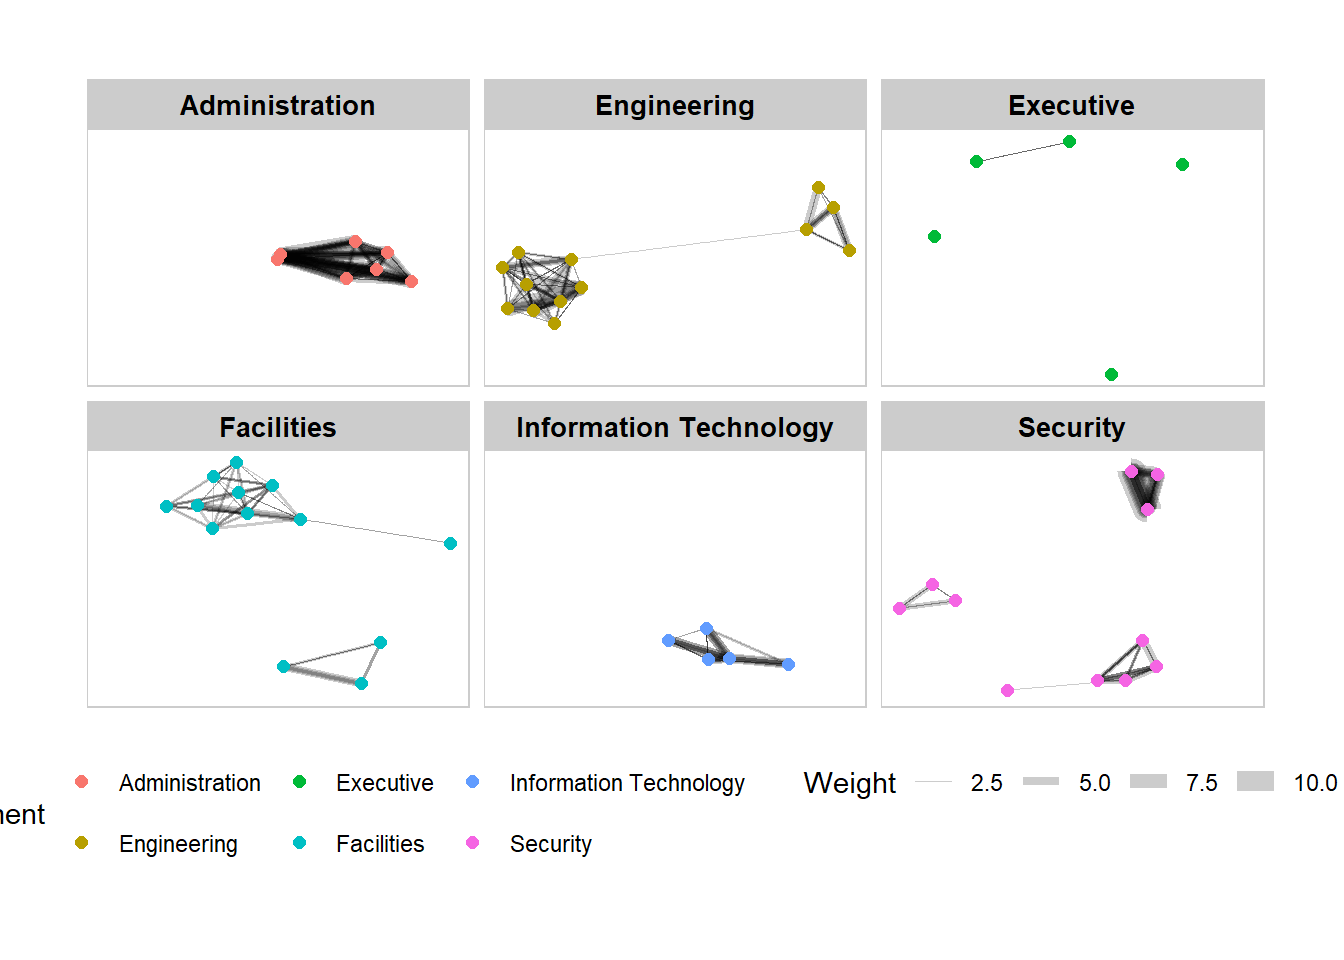 Administration
Engineering
Executive
Facilities
Information Technology
Security
Administration
Executive
Information Technology
Weight
2.5
5.0
7.5
10.0
Engineering
Facilities
Security